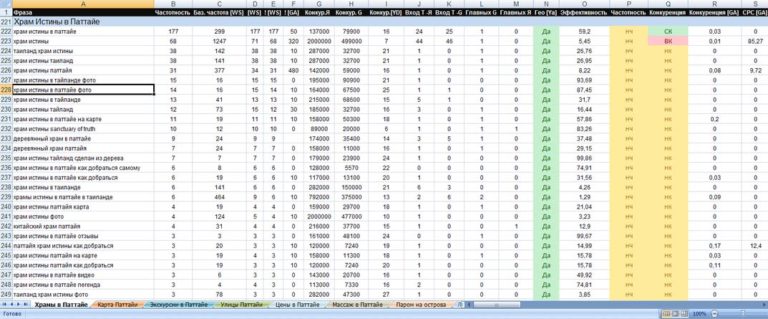 A B C D E F G H I J K L M N O P Q R S
1 Фраза Частотность Баз. частота [WS] [WS] ! [WS] ! [GA] Конкур.Я Конкур. G Конкур.[YD] Вход Т -Я Вход Т -G Главных G Главных Я Гео [Ya] Эффективность Частотность Конкуренция Конкуренция [GA] CPC [GA]
221 Храм Истины в Паттайе
222 храм истины в паттайе 177 299 177 177 50 137000 79900 16 24 25 1 0 Да 59,2 НЧ СК 0,03 0
223 храм истины 68 1247 71 68 320 2000000 499000 7 44 46 1 0 Да 5,45 НЧ ВК 0,01 85,27
224 таиланд храм истины 38 142 38 38 10 287000 32700 21 1 0 1 0 Да 26,76 НЧ НК 0 0
225 храм истины таиланд 38 141 38 38 10 287000 32700 21 1 0 1 0 Да 26,95 НЧ НК 0 0
226 храм истины паттайя 31 377 34 31 480 142000 59000 16 1 0 1 0 Да 8,22 НЧ НК 0,08 9,72
227 храм истины в тайланде фото 15 16 15 15 0 195000 90900 21 1 0 1 0 Да 93,69 НЧ НК 0 0
228 храм истины в паттайе фото 14 16 15 14 10 164000 67500 25 1 1 0 0 Да 87,45 НЧ НК 0 0
229 храм истины в тайланде 13 41 13 13 10 215000 88600 15 5 1 1 0 Да 31,7 НЧ НК 0 0
230 храм истины тайланд 12 73 15 12 30 185000 32700 16 3 0 1 0 Да 16,44 НЧ НК 0 0
231 храм истины в паттайе на карте 11 19 11 11 10 158000 50300 18 1 0 1 0 Да 57,86 НЧ НК 0,2 0
232 храм истины sanctuary of truth 10 12 10 10 0 89000 20000 6 1 0 1 1 Да 83,26 НЧ НК 0 0
233 деревянный храм в паттайе 9 24 9 9 174000 35400 14 3 5 1 0 Да 37,48 НЧ НК 0 0
234 деревянный храм паттайя 7 24 7 7 0 158000 11000 16 1 0 1 0 Да 29,15 НЧ НК 0 0
235 храм истины тайланд сделан из дерева 7 7 7 7 0 179000 23900 24 1 0 1 0 Да 99,86 НЧ НК 0 0
236 храм истины в паттайе как добраться самому 6 8 6 6 0 128000 5570 22 0 0 1 0 Да 74,91 НЧ НК 0 0
237 храм истины в паттайе как добраться 6 19 6 6 10 117000 13100 18 1 0 1 0 Да 31,56 НЧ НК 0,03 0
238 храм истины в таиланде 6 141 6 6 0 282000 150000 21 6 3 0 0 Да 4,26 НЧ НК 0 0
239 храмы истины в паттайе в таиланде 6 464 9 6 10 792000 375000 13 2 6 2 0 Да 1,29 НЧ НК 0,09 0
240 храм истины паттайя карта 4 19 4 4 0 159000 29700 18 1 0 1 0 Да 21,04 НЧ НК 0 0
241 храм истины фото 4 124 5 4 10 2000000 477000 10 1 0 0 0 Да 3,23 НЧ НК 0 0
242 китайский храм истины 4 31 4 4 0 216000 37700 15 0 0 1 1 Да 12,9 НЧ НК 0 0
243 храм истины в паттайе отзывы 3 3 3 3 0 151000 48100 24 0 0 1 0 Да 99,67 НЧ НК 0 0
244 паттайя храм истины как добраться 3 20 3 3 10 120000 7240 19 1 0 1 0 Да 14,99 НЧ НК 0,17 12,4
245 храм истины в паттайе на карте 3 19 4 3 10 158000 11300 18 1 0 1 0 Да 15,78 НЧ НК 0,03 0
246 храм истины в паттайе как добраться 3 19 5 3 10 120000 7240 18 1 0 1 0 Да 15,78 НЧ НК 0,11 0
247 храм истины в паттайе видео 3 6 3 3 0 143000 20700 16 1 0 1 0 Да 49,92 НЧ НК 0 0
248 храм истины в паттайе легенда 3 4 3 3 0 113000 7330 16 2 0 1 0 Да 74,81 НЧ НК 0 0
249 таиланд храм истины фото 3 78 4 3 0 282000 47300 27 1 0 1 0 Да 3,85 НЧ НК 0 0
Храмы в Паттайе Карта Паттайи Экскурсии в Паттайе Улицы Паттайи Цены в Паттайе Массаж в Паттайе Паром на острова
Готово 100%